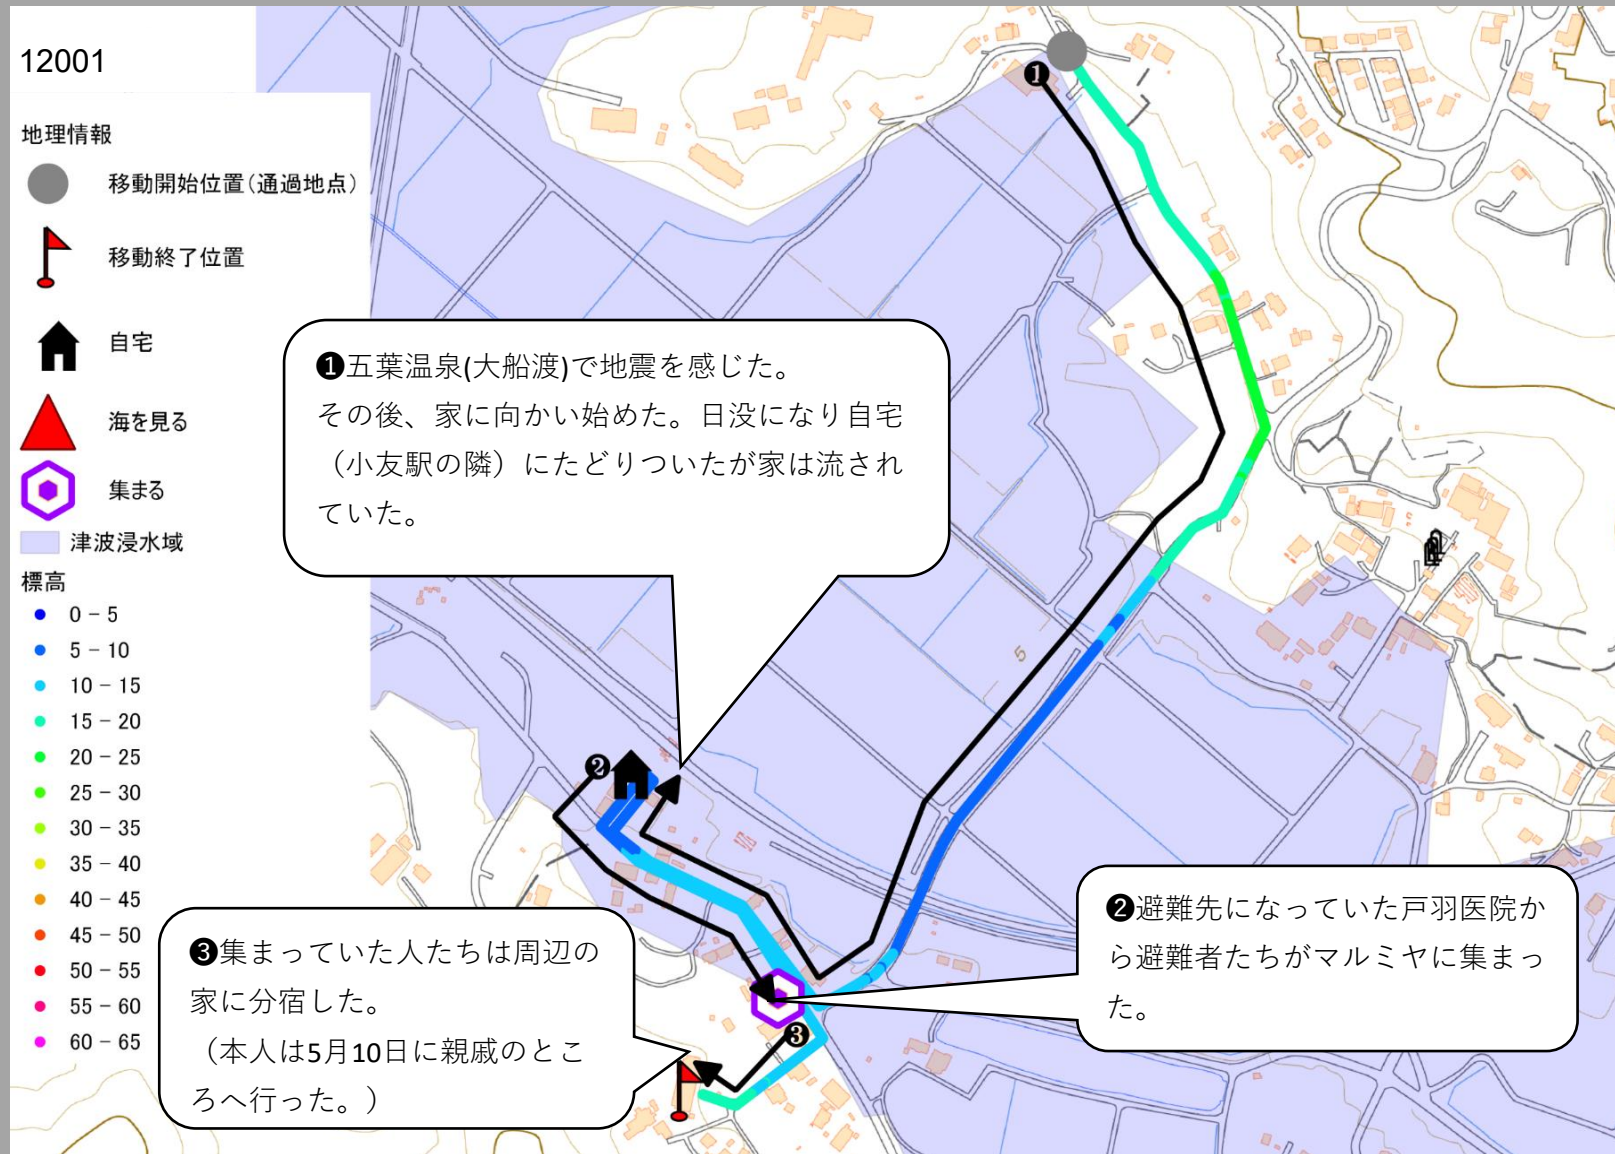 12001
地理情報
移動開始位置(通過地点)
移動終了位置
自宅
海を見る
集まる
津波浸水域
標高
0 - 5
5 - 10
10 - 15
15 - 20
20 - 25
25 - 30
30 - 35
35 - 40
40 - 45
45 - 50
50 - 55
55 - 60
60 - 65
❶
❶五葉温泉(大船渡)で地震を感じた。
その後、家に向かい始めた。日没になり自宅
（小友駅の隣）にたどりついたが家は流され
ていた。
5
❷
❷避難先になっていた戸羽医院か
ら避難者たちがマルミヤに集まっ
た。
❸集まっていた人たちは周辺の
家に分宿した。
（本人は5月10日に親戚のとこ
ろへ行った。）
❸